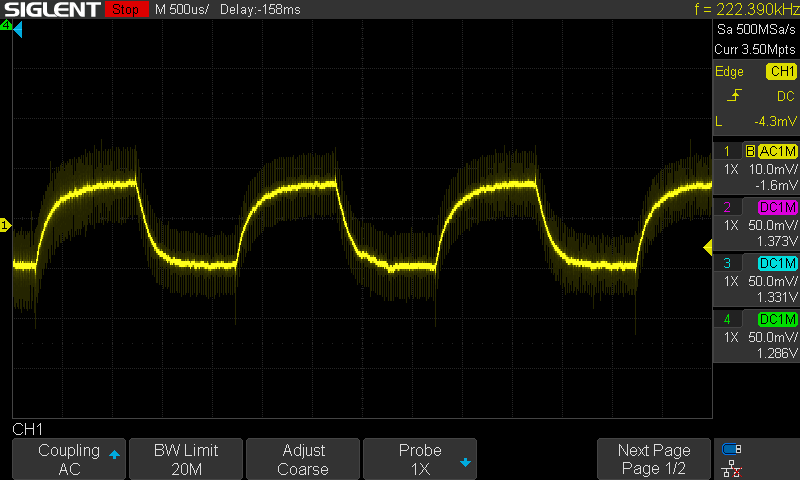 SIGLENT Stop M 500us/ Delay:-158ms f = 222.390kHz
Sa 500MSa/s
Curr 3.50Mpts
Edge CH1
DC
L -4.3mV
1 B AC1M
1X 10.0mV/
-1.6mV
2 DC1M
1X 50.0mV/
1.373V
3 DC1M
1X 50.0mV/
1.331V
4 DC1M
1X 50.0mV/
1.286V
4
1
CH1
Coupling
AC
BW Limit
20M
Adjust
Coarse
Probe
1X
Next Page
Page 1/2